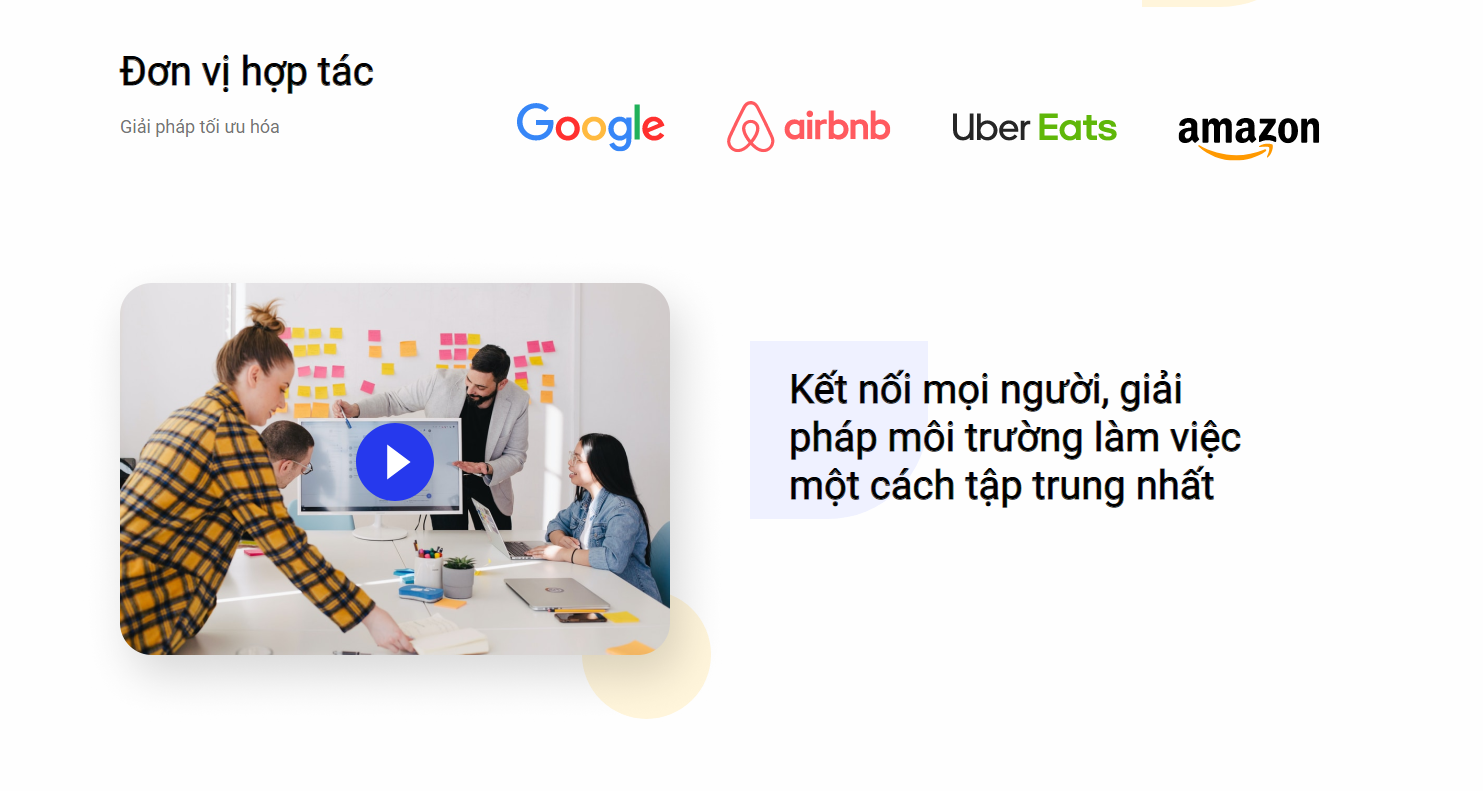 Đơn vị hợp tác
Giải pháp tối ưu hóa
Google airbnb Uber Eats amazon
Kết nối mọi người, giải
pháp môi trường làm việc
một cách tập trung nhất